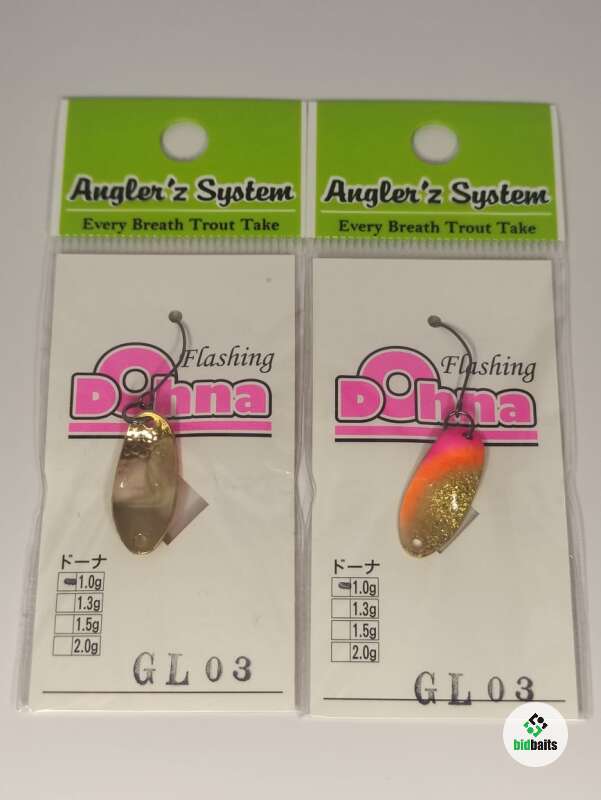 Angler'z System
Every Breath Trout Take
Flashing
Dohna
ドーナ
1.0g
1.3g
1.5g
2.0g
GL03
Angler'z System
Every Breath Trout Take
Flashing
Dohna
ドーナ
1.0g
1.3g
1.5g
2.0g
GL03
bidbaits